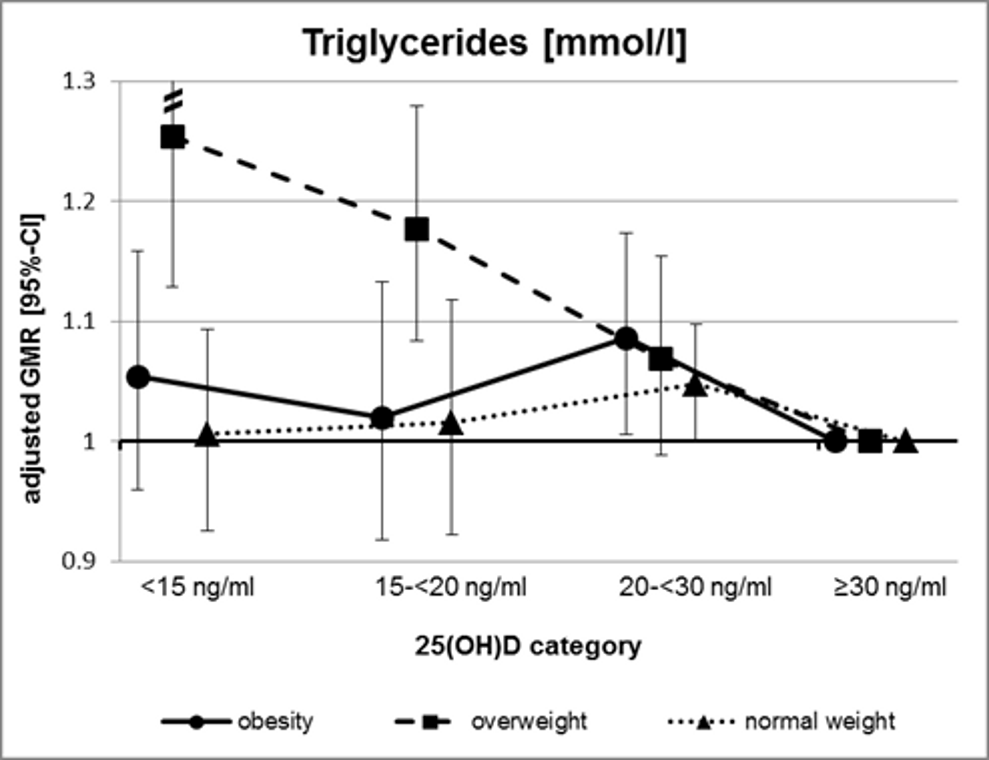 Triglycerides [mmol/l]
1.3
1.2
1.1
1
0.9
adjusted GMR [95%-CI]
<15 ng/ml 15-<20 ng/ml 20-<30 ng/ml ≥30 ng/ml
25(OH)D category
obesity overweight normal weight